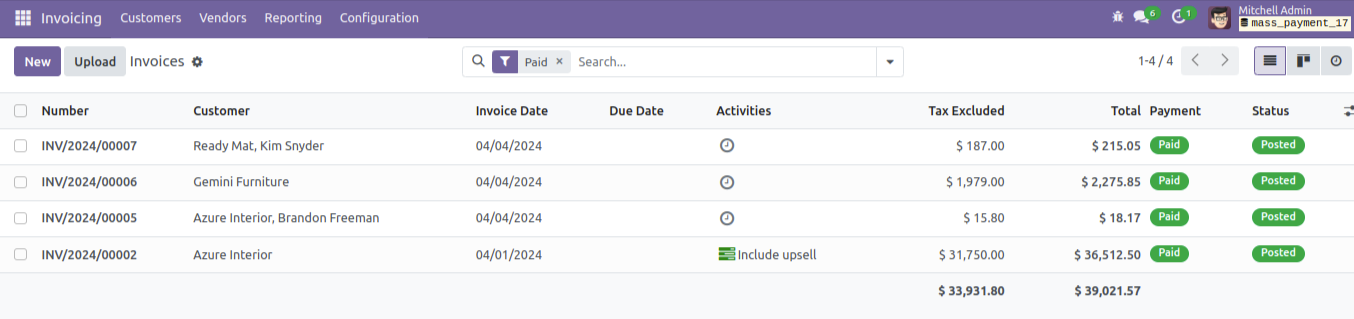 Invoicing Customers Vendors Reporting Configuration 6 1 Mitchell Admin
mass_payment_17
New Upload Invoices Paid × Search... 1-4 / 4
Number Customer Invoice Date Due Date Activities Tax Excluded Total Payment Status
INV/2024/00007 Ready Mat, Kim Snyder 04/04/2024 $ 187.00 $ 215.05 Paid Posted
INV/2024/00006 Gemini Furniture 04/04/2024 $ 1,979.00 $ 2,275.85 Paid Posted
INV/2024/00005 Azure Interior, Brandon Freeman 04/04/2024 $ 15.80 $ 18.17 Paid Posted
INV/2024/00002 Azure Interior 04/01/2024 Include upsell $ 31,750.00 $ 36,512.50 Paid Posted
$ 33,931.80 $ 39,021.57